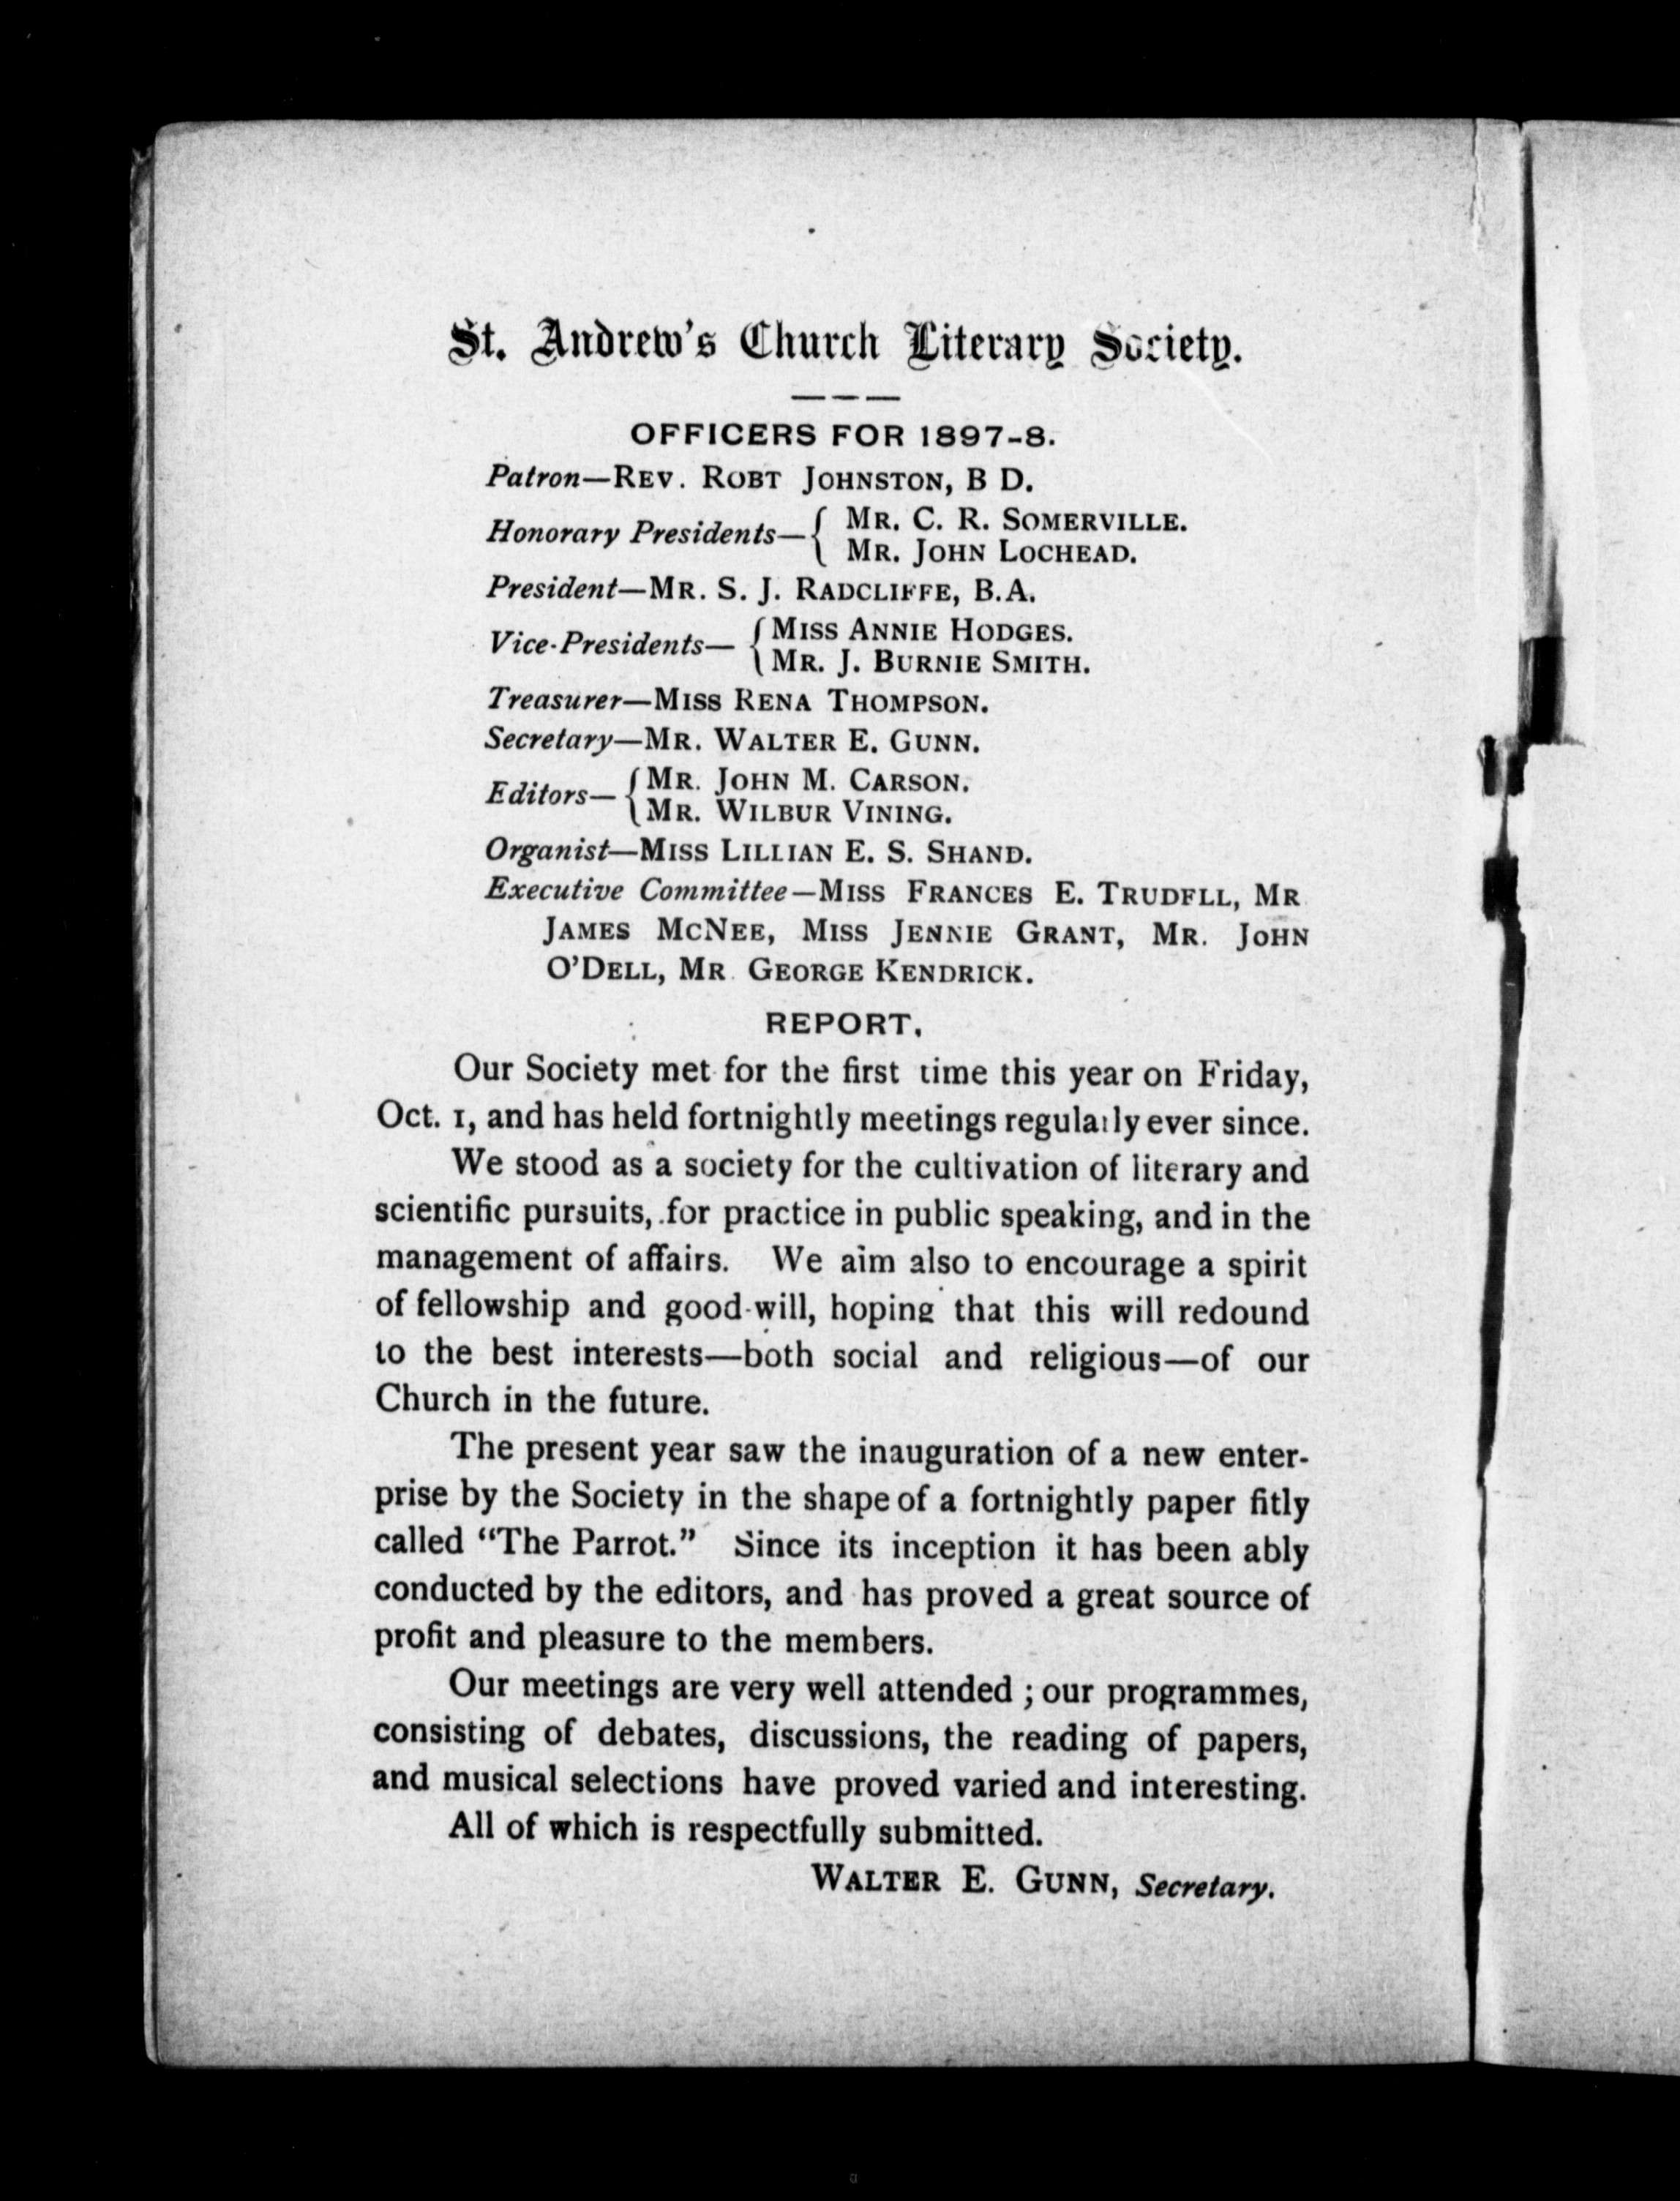 St. Andrew's Church Literary Society.
OFFICERS FOR 1897-8.
Patron—REV. ROBT JOHNSTON, B D.
Honorary Presidents—{ MR. C. R. SOMERVILLE.
MR. JOHN LOCHEAD.
President—MR. S. J. RADCLIFFE, B.A.
Vice-Presidents—{ MISS ANNIE HODGES.
MR. J. BURNIE SMITH.
Treasurer—MISS RENA THOMPSON.
Secretary—MR. WALTER E. GUNN.
Editors—{ MR. JOHN M. CARSON.
MR. WILBUR VINING.
Organist—MISS LILLIAN E. S. SHAND.
Executive Committee—MISS FRANCES E. TRUDELL, MR
JAMES MCNEE, MISS JENNIE GRANT, MR. JOHN
O'DELL, MR. GEORGE KENDRICK.
REPORT.
Our Society met for the first time this year on Friday,
Oct. 1, and has held fortnightly meetings regularly ever since.
We stood as a society for the cultivation of literary and
scientific pursuits, for practice in public speaking, and in the
management of affairs. We aim also to encourage a spirit
of fellowship and good-will, hoping that this will redound
to the best interests—both social and religious—of our
Church in the future.
The present year saw the inauguration of a new enter-
prise by the Society in the shape of a fortnightly paper fitly
called "The Parrot." Since its inception it has been ably
conducted by the editors, and has proved a great source of
profit and pleasure to the members.
Our meetings are very well attended ; our programmes,
consisting of debates, discussions, the reading of papers,
and musical selections have proved varied and interesting.
All of which is respectfully submitted.
WALTER E. GUNN, Secretary.